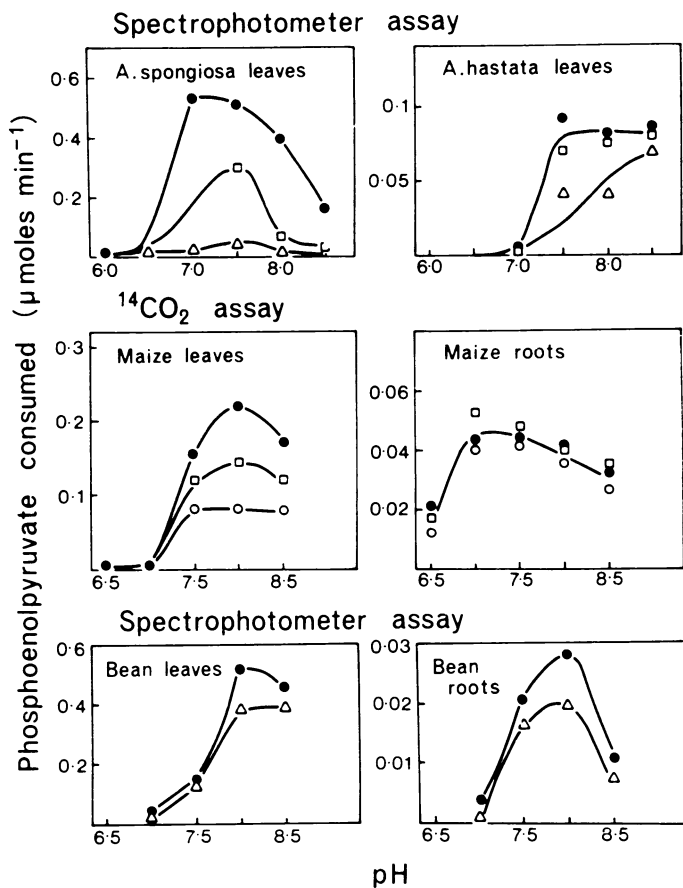 Spectrophotometer assay
A. spongiosa leaves
0·6
0·4
0·2
6·0 7·0 8·0
A. hastata leaves
0·1
0·05
6·0 7·0 8·0
14CO2 assay
Maize leaves
0·3
0·2
0·1
6·5 7·5 8·5
Maize roots
0·06
0·04
0·02
6·5 7·5 8·5
Spectrophotometer assay
Bean leaves
0·6
0·4
0·2
6·5 7·5 8·5
Bean
roots
0·03
0·02
0·01
6·5 7·5 8·5
Phosphoenolpyruvate consumed (μmoles min⁻¹)
pH